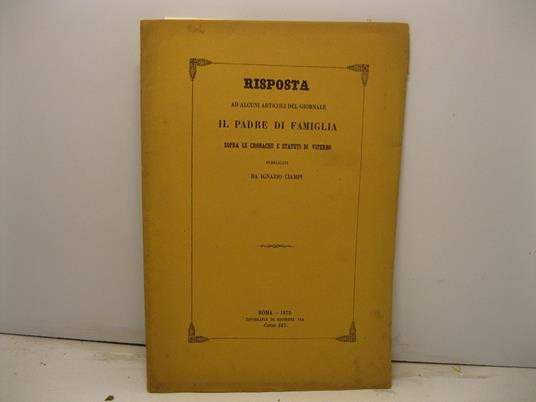 RISPOSTA
AD ALCUNI ARTICOLI DEL GIORNALE
IL PADRE DI FAMIGLIA
SOPRA LE CRONACHE E STATUTI DI VITERBO
PUBBLICATI
DA IGNAZIO CIAMPI
ROMA - 1873
TIPOGRAFIA DI GIUSEPPE VIA
Corso 387.